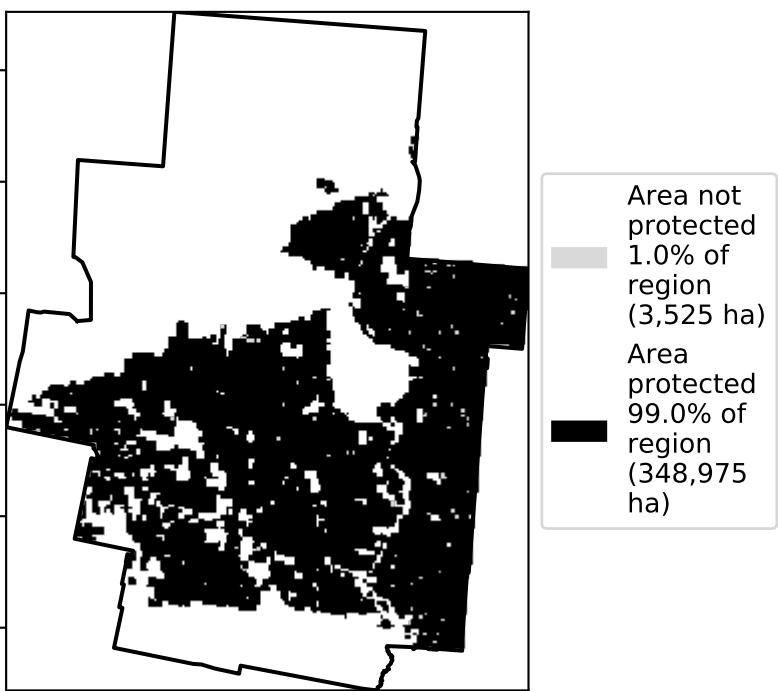 Area not
protected
1.0% of
region
(3,525 ha)
Area
protected
99.0% of
region
(348,975
ha)